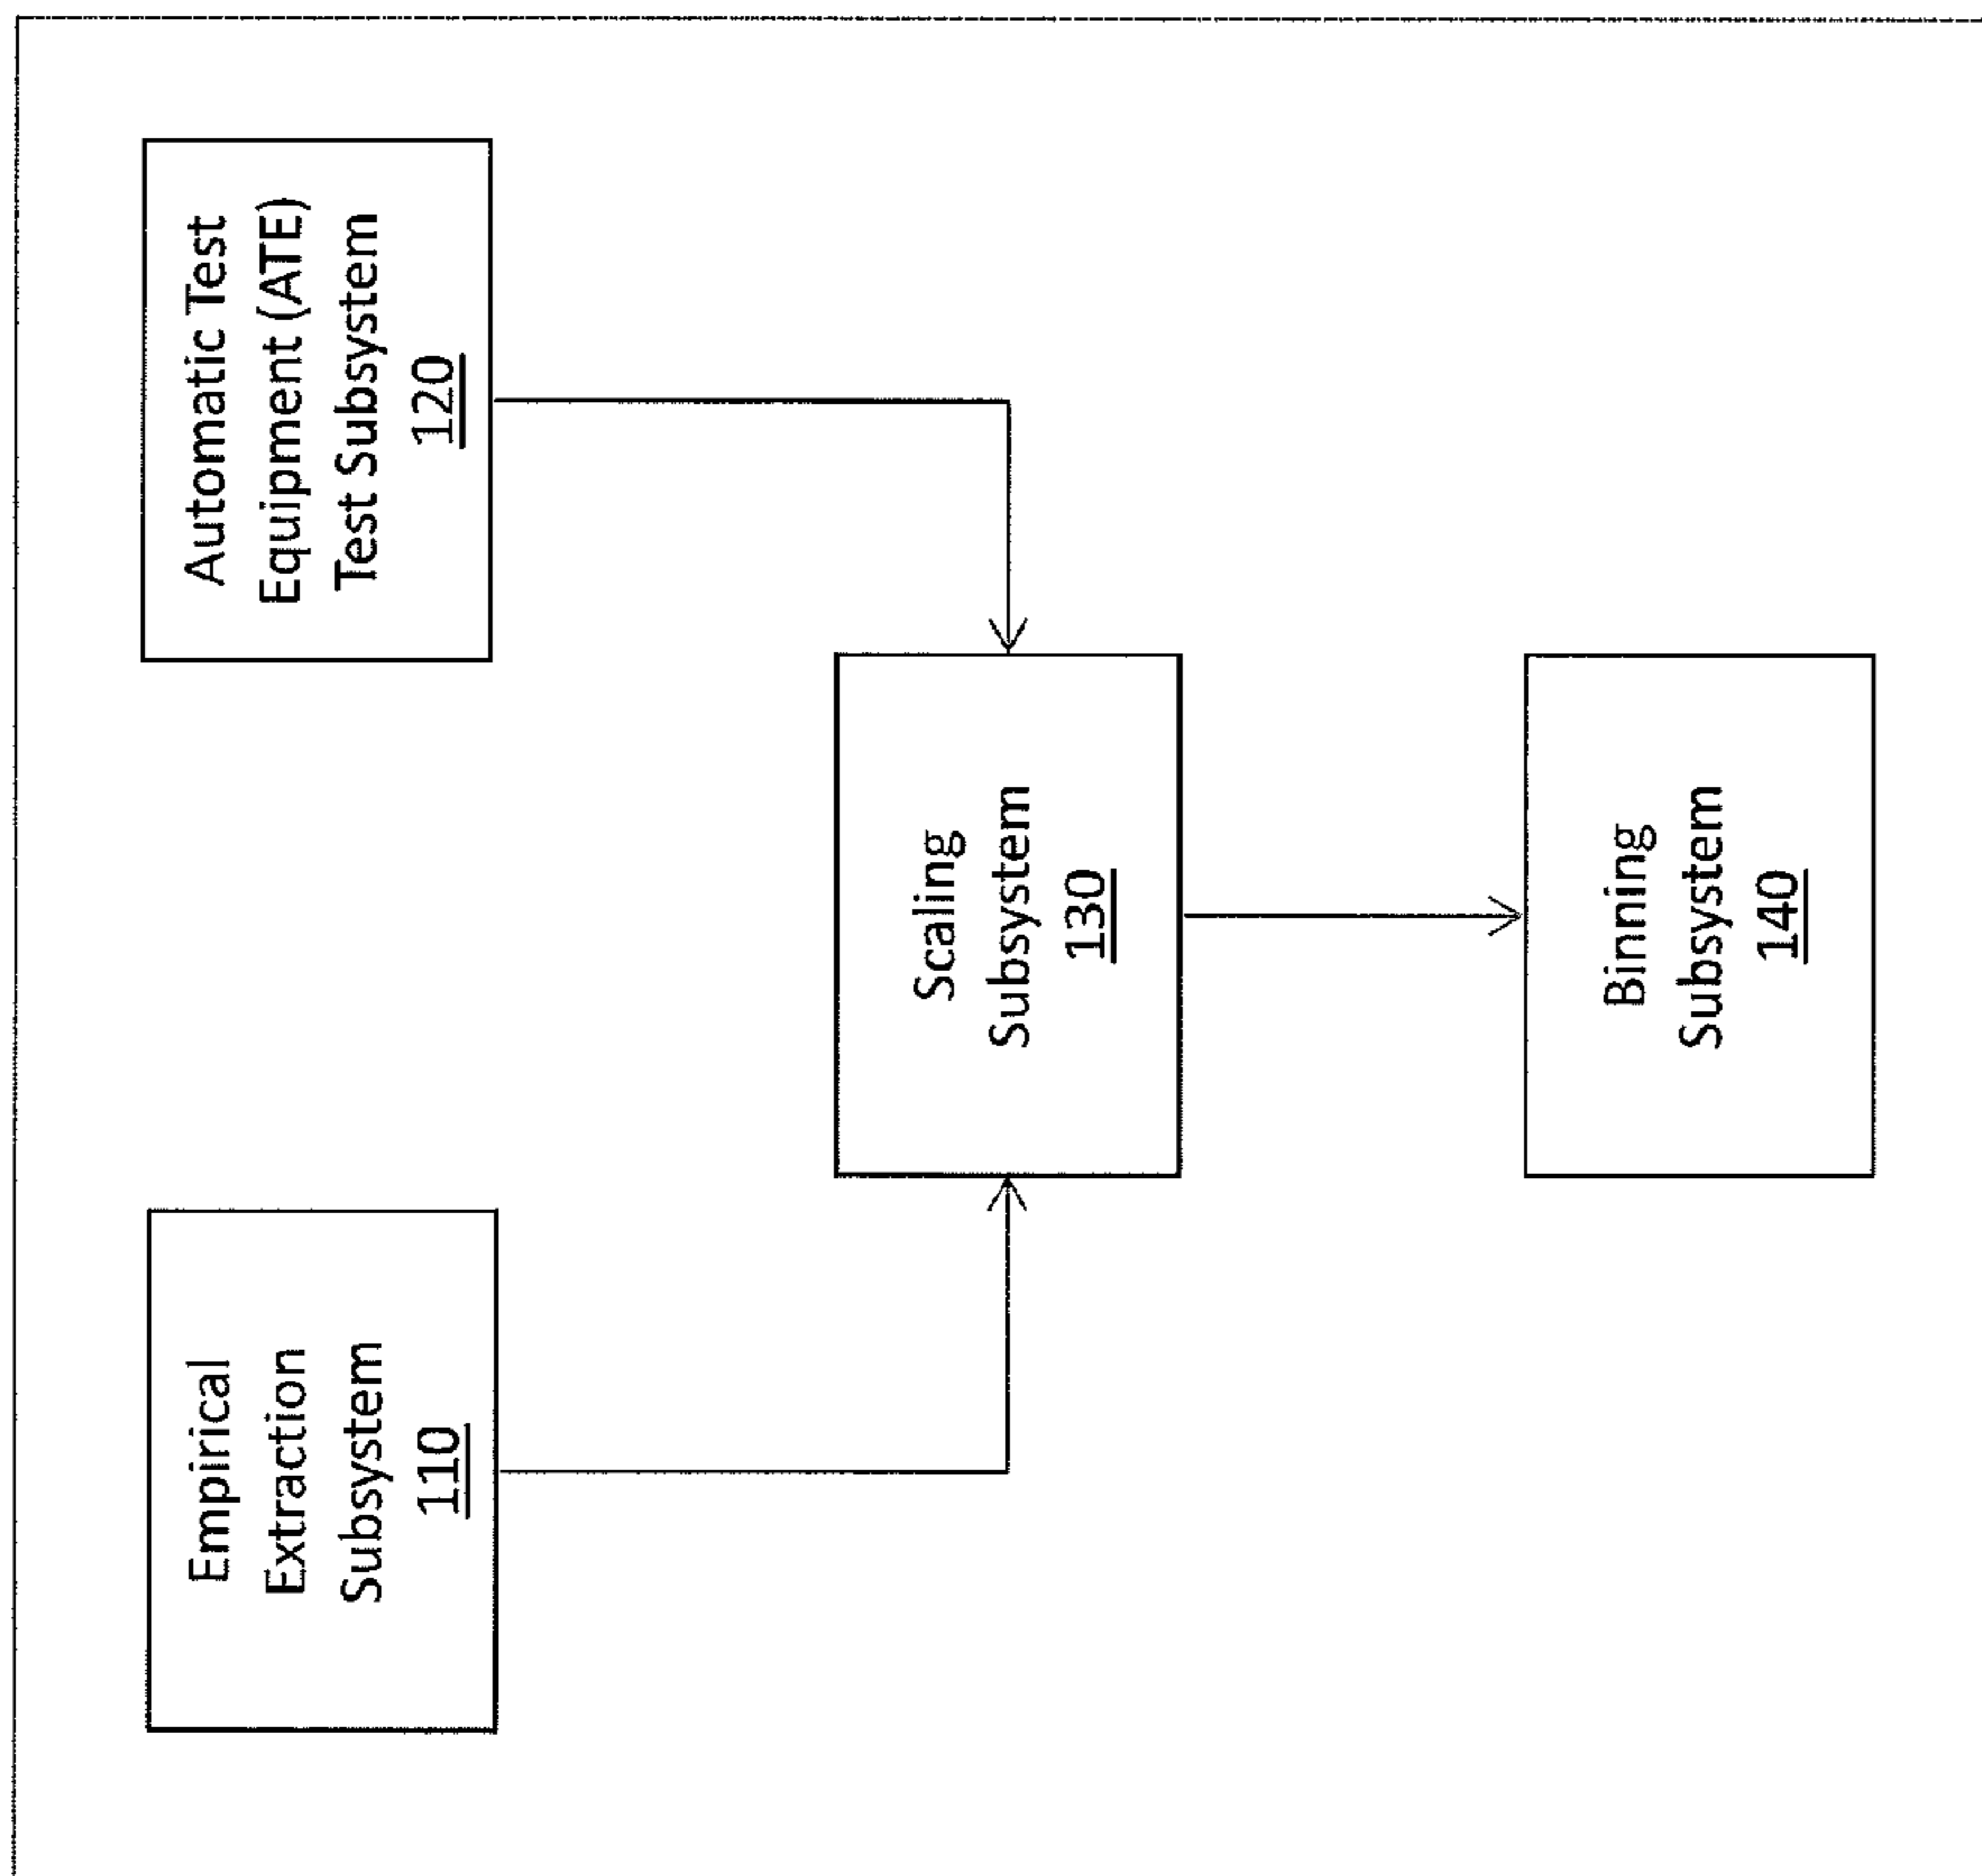 Empirical
Extraction
Subsystem
110
Automatic Test
Equipment (ATE)
Test Subsystem
120
Scaling
Subsystem
130
Binning
Subsystem
140